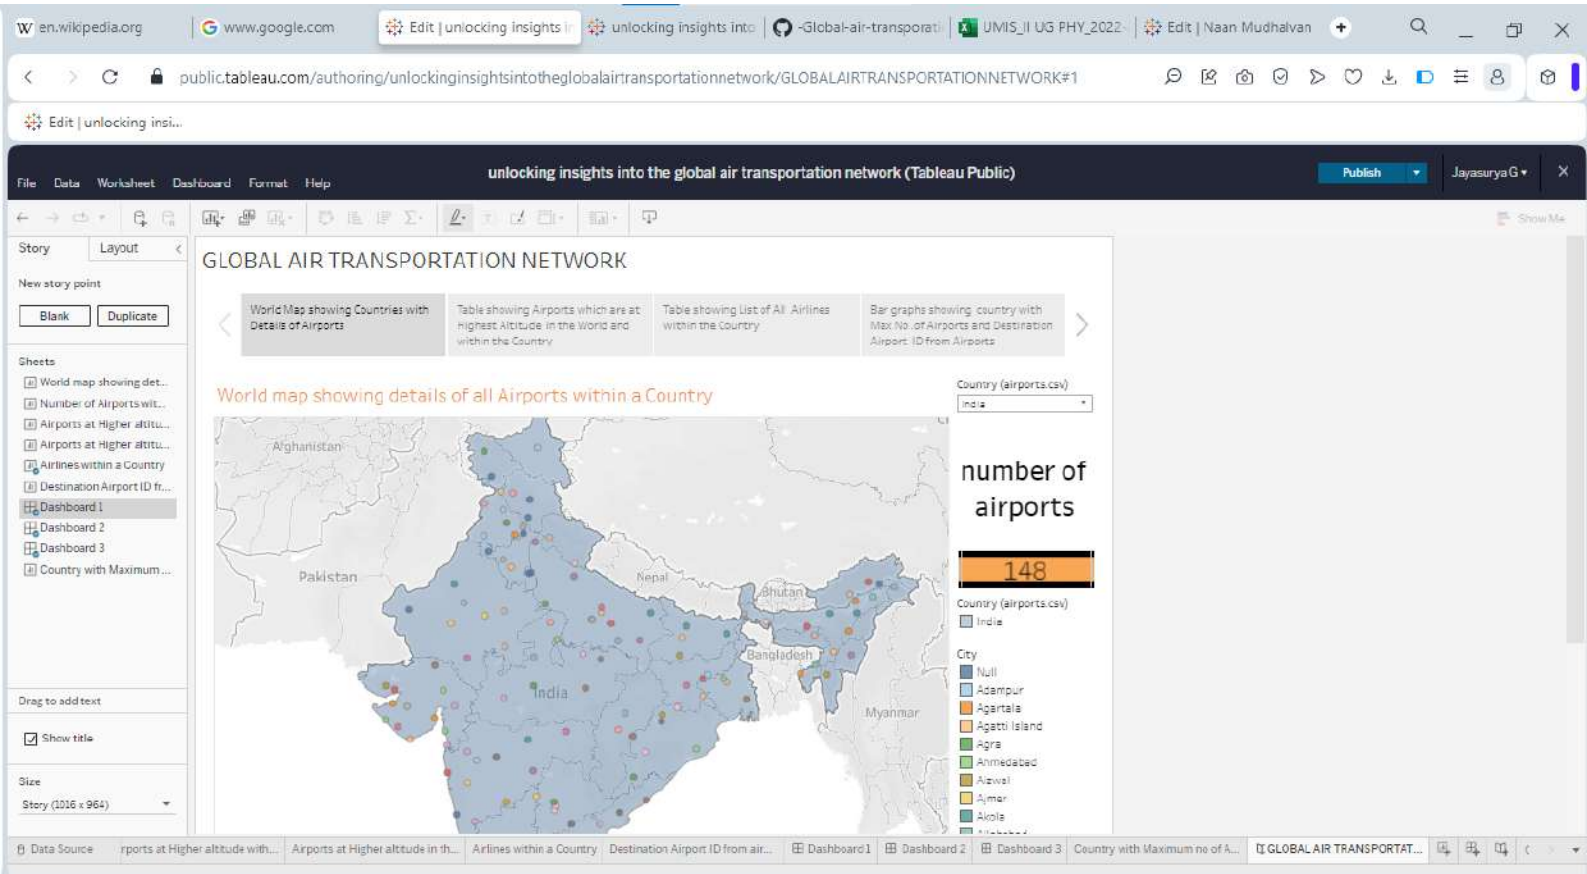 en.wikipedia.org
www.google.com
Edit | unlocking insights i
unlocking insights into
-Global-air-transporati
UMIS_II UG PHY_2022-
Edit | Naan Mudhalvan
public.tableau.com/authoring/unlockinginsightsintotheglobalairtransportationnetwork/GLOBALAIRTRANSPORTATIONNETWORK#1
Edit | unlocking insi...
unlocking insights into the global air transportation network (Tableau Public)
Publish
Jayasurya G
File Data Worksheet Dashboard Format Help
Show Me
Story Layout
New story point
Blank Duplicate
Sheets
World map showing det...
Number of Airports wit...
Airports at Higher altitu...
Airports at Higher altitu...
Airlines within a Country
Destination Airport ID fr...
Dashboard 1
Dashboard 2
Dashboard 3
Country with Maximum ...
Drag to add text
Show title
Size
Story (1016 x 964)
GLOBAL AIR TRANSPORTATION NETWORK
World Map showing Countries with
Details of Airports
Table showing Airports which are at
Highest Altitude in the World and
within the Country
Table showing List of All Airlines
within the Country
Bar graphs showing country with
Max No .of Airports and Destination
Airport ID from Airports
World map showing details of all Airports within a Country
Afghanistan
Pakistan
Nepal
Bhutan
Bangladesh
India
Myanmar
Country (airports.csv)
India
number of
airports
148
Country (airports.csv)
India
City
Null
Adampur
Agartala
Agatti Island
Agra
Ahmedabad
Aizwal
Ajmer
Akola
Data Source
rports at Higher altitude with...
Airports at Higher altitude in th...
Airlines within a Country
Destination Airport ID from air...
Dashboard 1
Dashboard 2
Dashboard 3
Country with Maximum no of A...
GLOBAL AIR TRANSPORTAT...